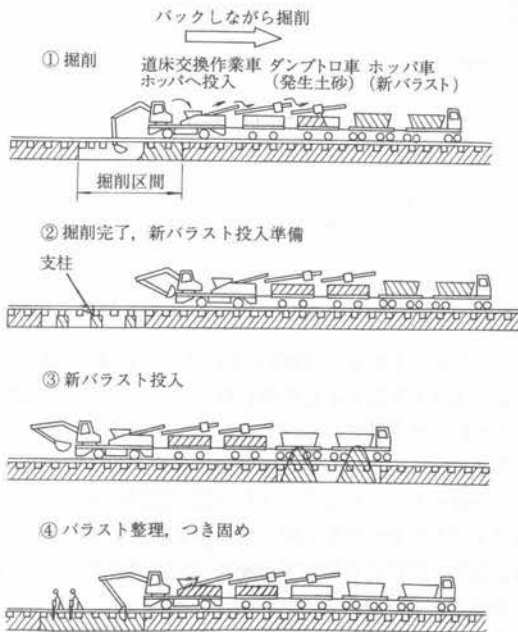 バックしながら掘削
① 掘削
道床交換作業車 ダンプトロ車 ホッパ車
ホッパへ投入 (発生土砂) (新バラスト)
掘削区間
② 掘削完了，新バラスト投入準備
支柱
③ 新バラスト投入
④ バラスト整理，つき固め